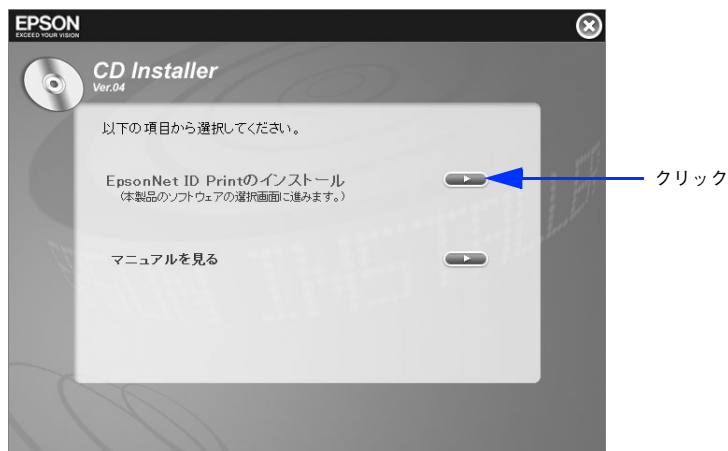 EPSON
EXCEED YOUR VISION
CD Installer
Ver.04
以下の項目から選択してください。
EpsonNet ID Printのインストール
(本製品のソフトウェアの選択画面に進みます。)
クリック
マニュアルを見る